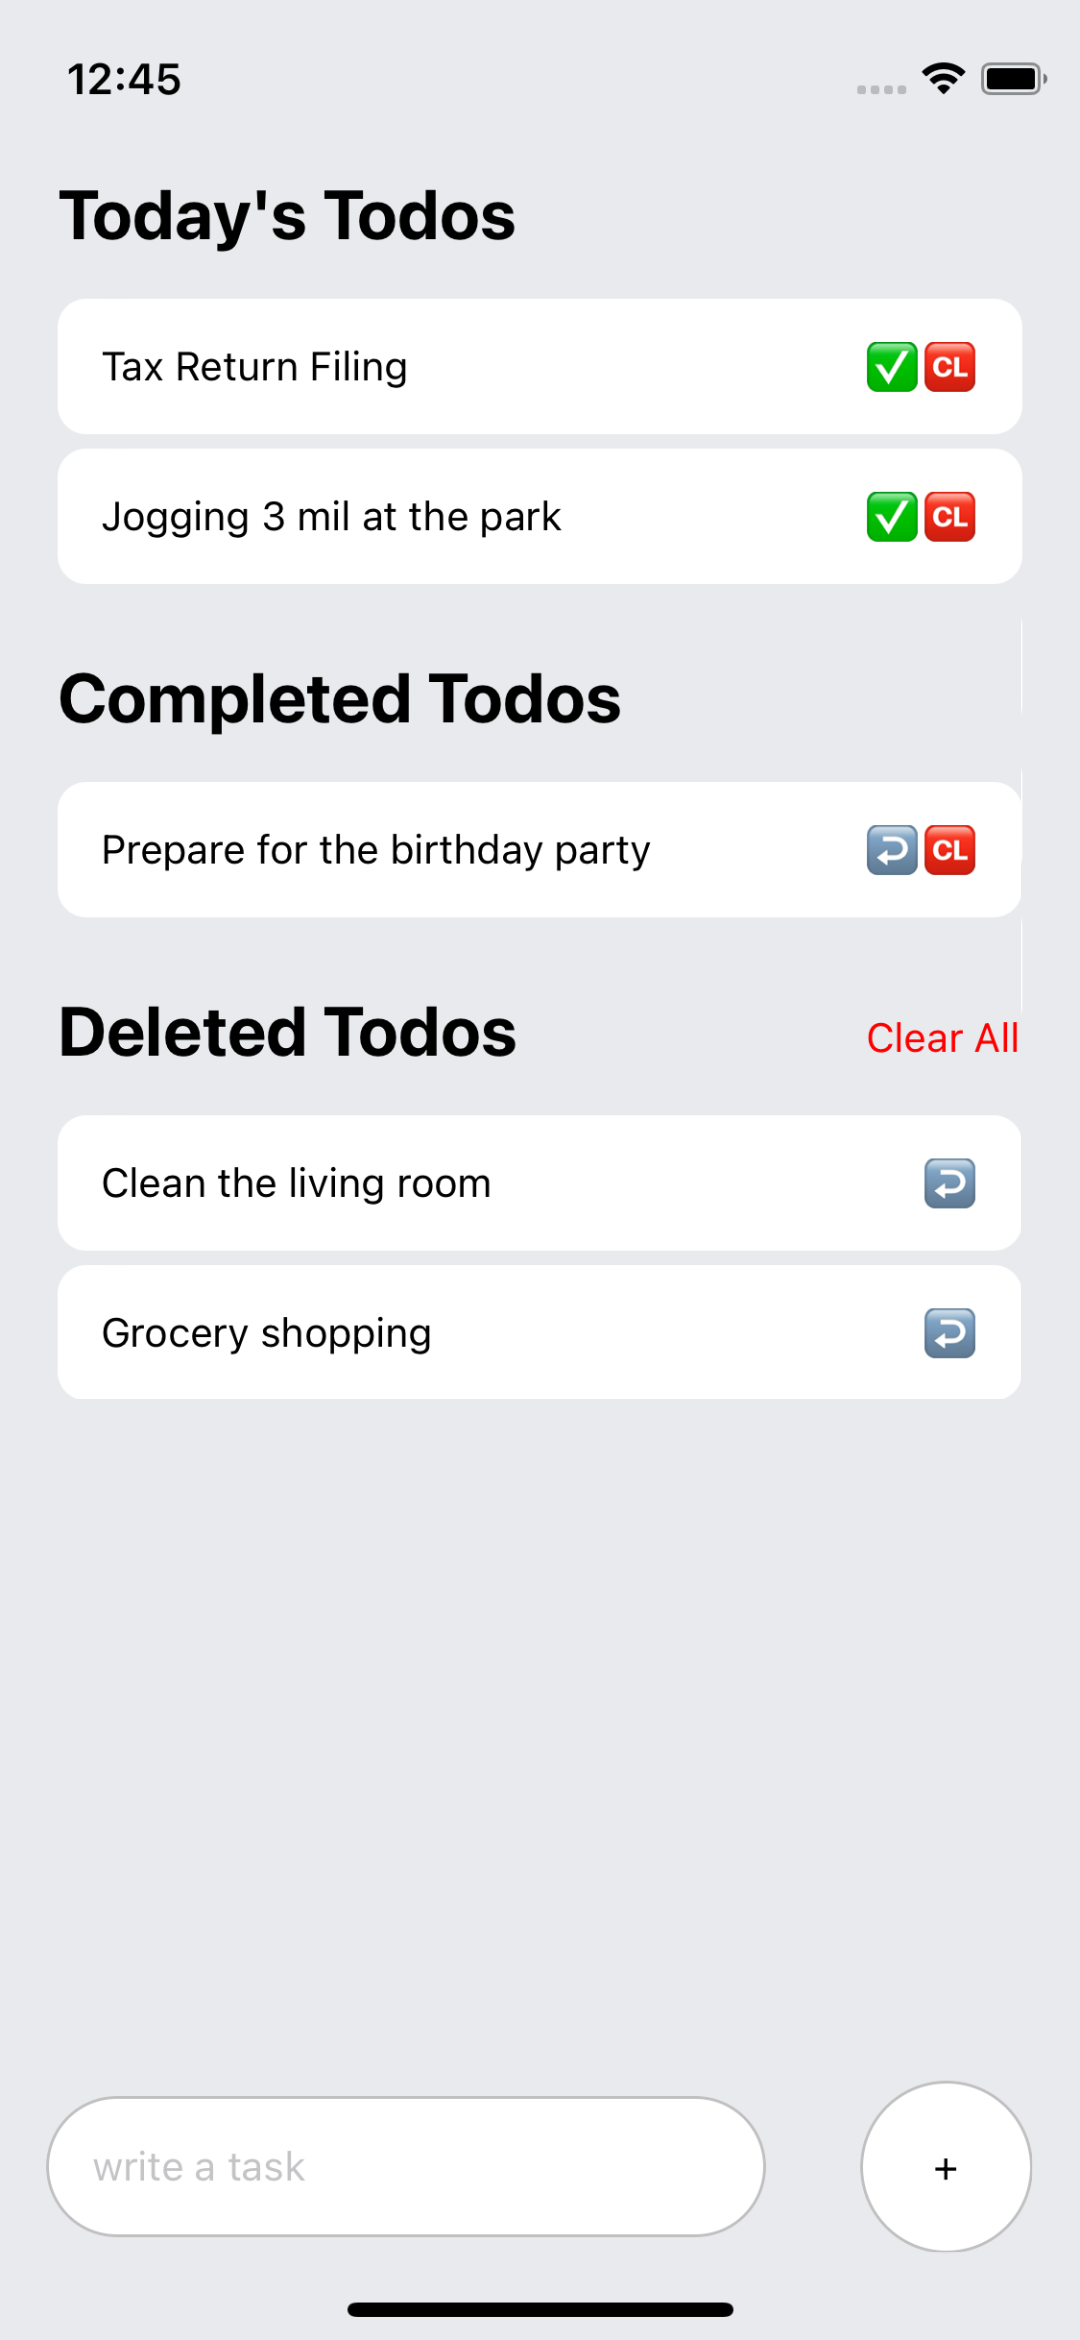 12:45
Today's Todos
Tax Return Filing ✅ 🆑
Jogging 3 mil at the park ✅ 🆑
Completed Todos
Prepare for the birthday party ↩️ 🆑
Deleted Todos Clear All
Clean the living room ↩️
Grocery shopping ↩️
write a task +